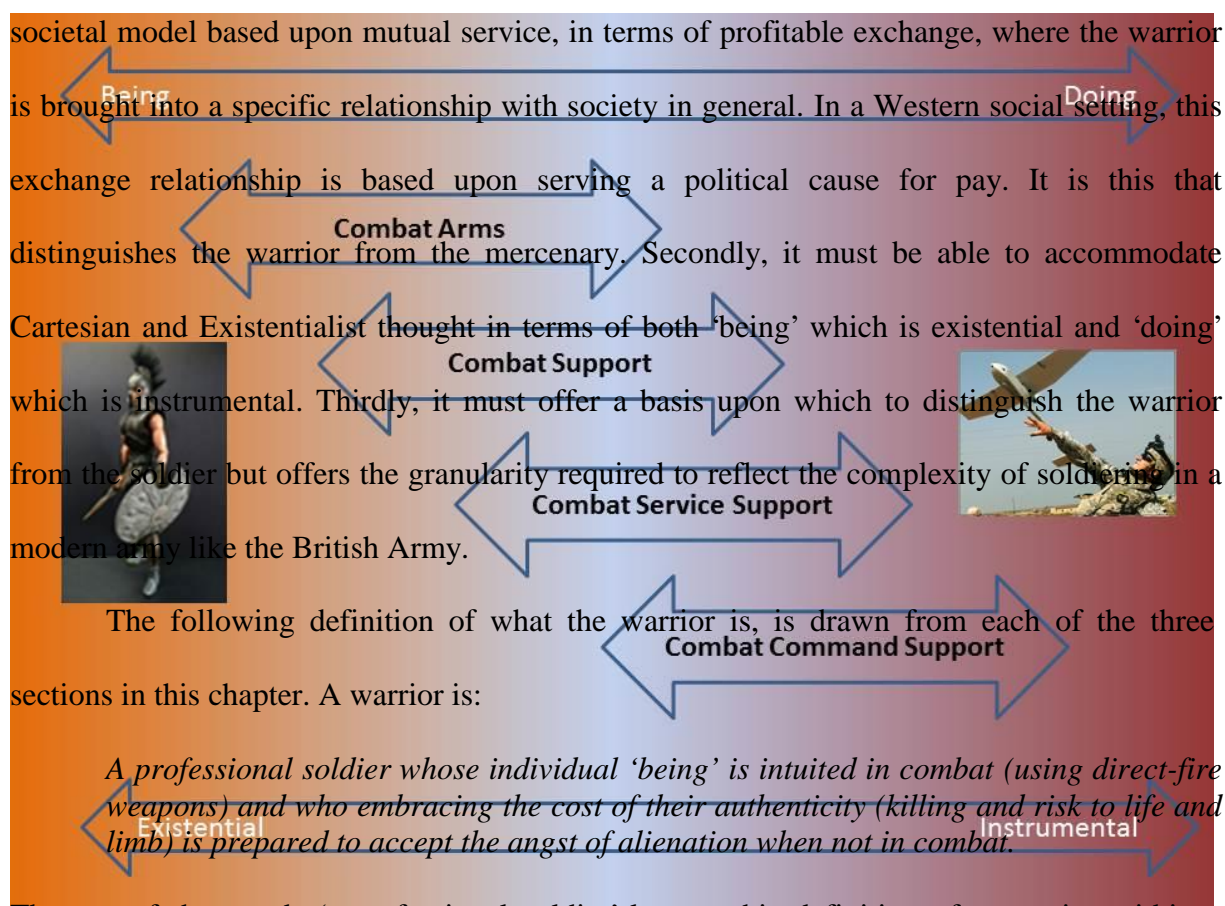 societal model based upon mutual service, in terms of profitable exchange, where the warrior
Being
Doing
is brought into a specific relationship with society in general. In a Western social setting, this
exchange relationship is based upon serving a political cause for pay. It is this that
Combat Arms
distinguishes the warrior from the mercenary. Secondly, it must be able to accommodate
Cartesian and Existentialist thought in terms of both ‘being’ which is existential and ‘doing’
Combat Support
which is instrumental. Thirdly, it must offer a basis upon which to distinguish the warrior
from the soldier but offers the granularity required to reflect the complexity of soldiering in a
Combat Service Support
modern army like the British Army.
The following definition of what the warrior is, is drawn from each of the three
Combat Command Support
sections in this chapter. A warrior is:
A professional soldier whose individual ‘being’ is intuited in combat (using direct-fire
weapons) and who embracing the cost of their authenticity (killing and risk to life and
Existential
Instrumental
limb) is prepared to accept the angst of alienation when not in combat.